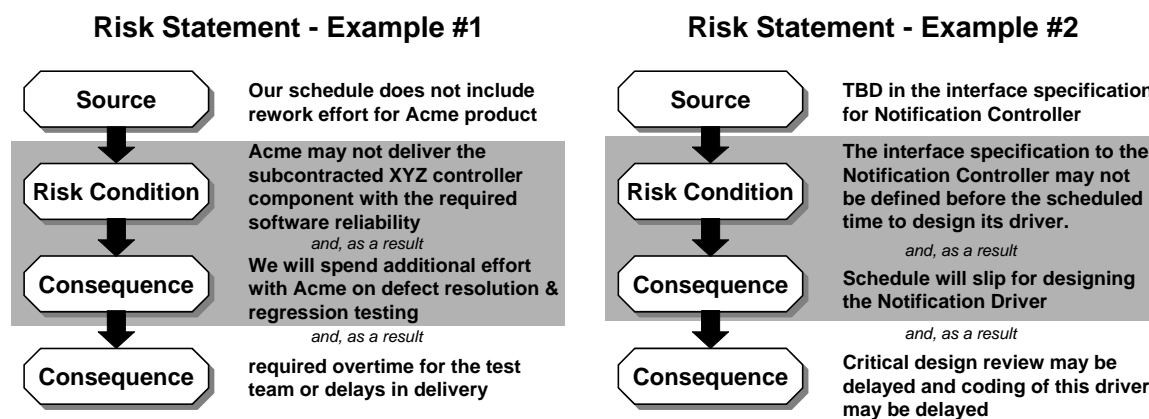 Risk Statement - Example #1
Source
Our schedule does not include
rework effort for Acme product
Risk Condition
Acme may not deliver the
subcontracted XYZ controller
component with the required
software reliability
and, as a result
Consequence
We will spend additional effort
with Acme on defect resolution &
regression testing
and, as a result
Consequence
required overtime for the test
team or delays in delivery
Risk Statement - Example #2
Source
TBD in the interface specification
for Notification Controller
Risk Condition
The interface specification to the
Notification Controller may not
be defined before the scheduled
time to design its driver.
and, as a result
Consequence
Schedule will slip for designing
the Notification Driver
and, as a result
Consequence
Critical design review may be
delayed and coding of this driver
may be delayed